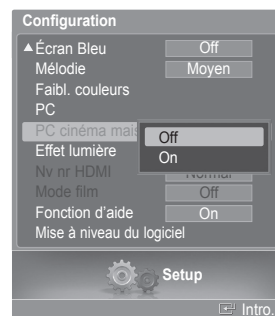 Configuration
▲Écran Bleu Off
Mélodie Moyen
Faibl. couleurs
PC
PC cinéma mais
Off
On
Effet lumière
Nv nr HDMI Normal
Mode film Off
Fonction d'aide On
Mise à niveau du logiciel
Setup
Intro.